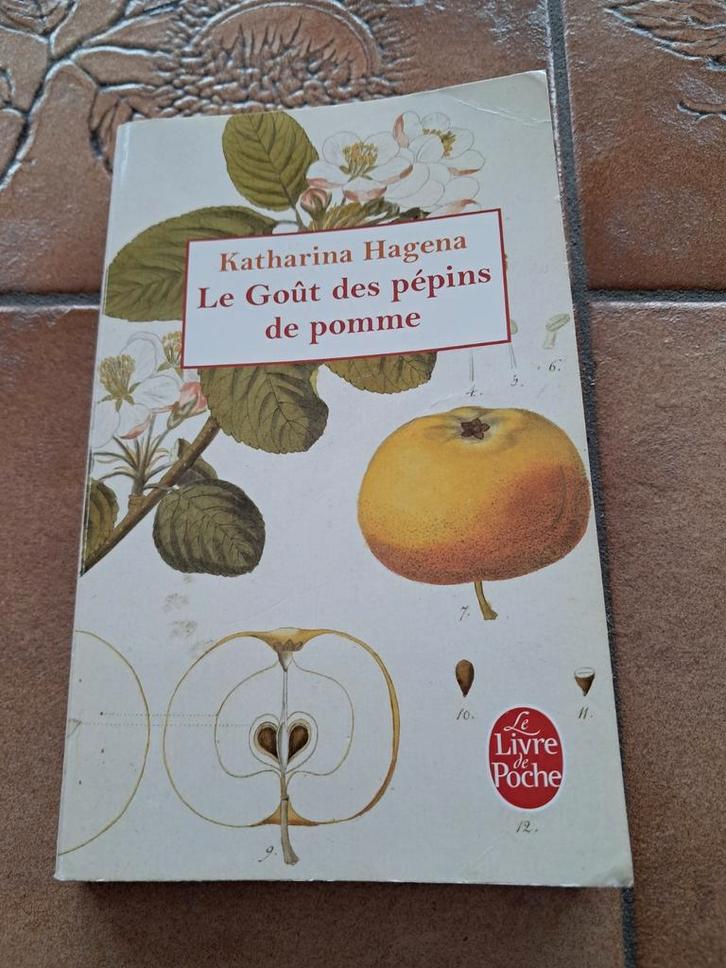 Katharina Hagena
Le Goût des pépins
de pomme
4.
5.
6.
7.
10.
11.
Le
Livre
de
Poche
12.
9.